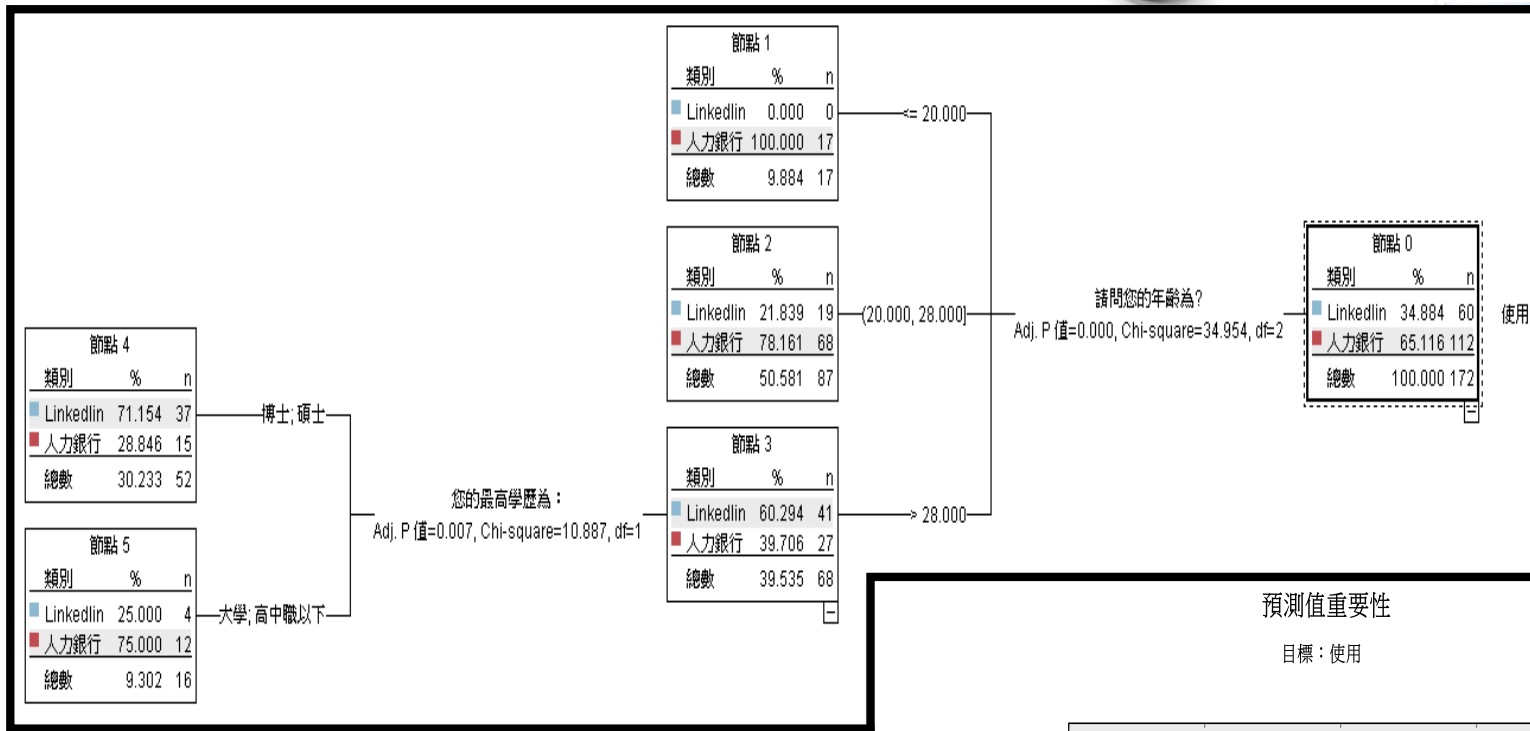 節點 1
類別 % n
Linkedlin 0.000 0
人力銀行 100.000 17
總數 9.884 17
<= 20.000
節點 2
類別 % n
Linkedlin 21.839 19
人力銀行 78.161 68
總數 50.581 87
(20.000, 28.000]
請問您的年齡為?
Adj. P 值=0.000, Chi-square=34.954, df=2
節點 0
類別 % n
Linkedlin 34.884 60
人力銀行 65.116 112
總數 100.000 172
使用
節點 4
類別 % n
Linkedlin 71.154 37
人力銀行 28.846 15
總數 30.233 52
博士; 碩士
您的最高學歷為：
Adj. P 值=0.007, Chi-square=10.887, df=1
節點 3
類別 % n
Linkedlin 60.294 41
人力銀行 39.706 27
總數 39.535 68
> 28.000
節點 5
類別 % n
Linkedlin 25.000 4
人力銀行 75.000 12
總數 9.302 16
大學; 高中職以下
預測值重要性
目標：使用